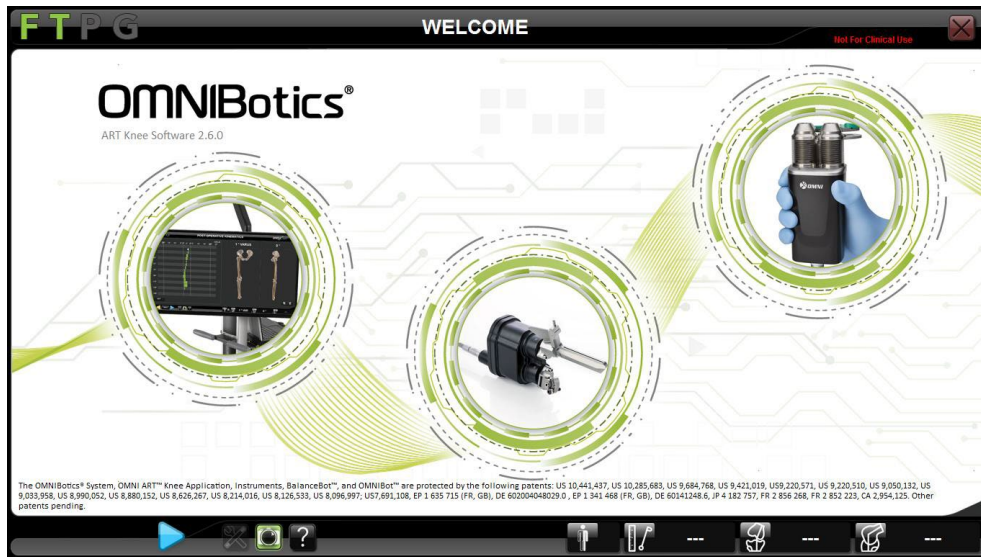 FTPG
WELCOME
Not For Clinical Use
OMNIBotics®
ART Knee Software 2.6.0
OMNI
The OMNIBotics® System, OMNI ART™ Knee Application, Instruments, BalanceBot™, and OMNIBot™ are protected by the following patents: US 10,441,437, US 10,285,683, US 9,684,768, US 9,421,019, US9,220,571, US 9,220,510, US 9,050,132, US
9,033,958, US 8,990,052, US 8,880,152, US 8,626,267, US 8,214,016, US 8,126,533, US 8,096,997; US7,691,108, EP 1 635 715 (FR, GB), DE 602004048029.0 , EP 1 341 468 (FR, GB), DE 60141248.6, JP 4 182 757, FR 2 856 268, FR 2 852 223, CA 2,954,125. Other
patents pending.
? --- --- ---